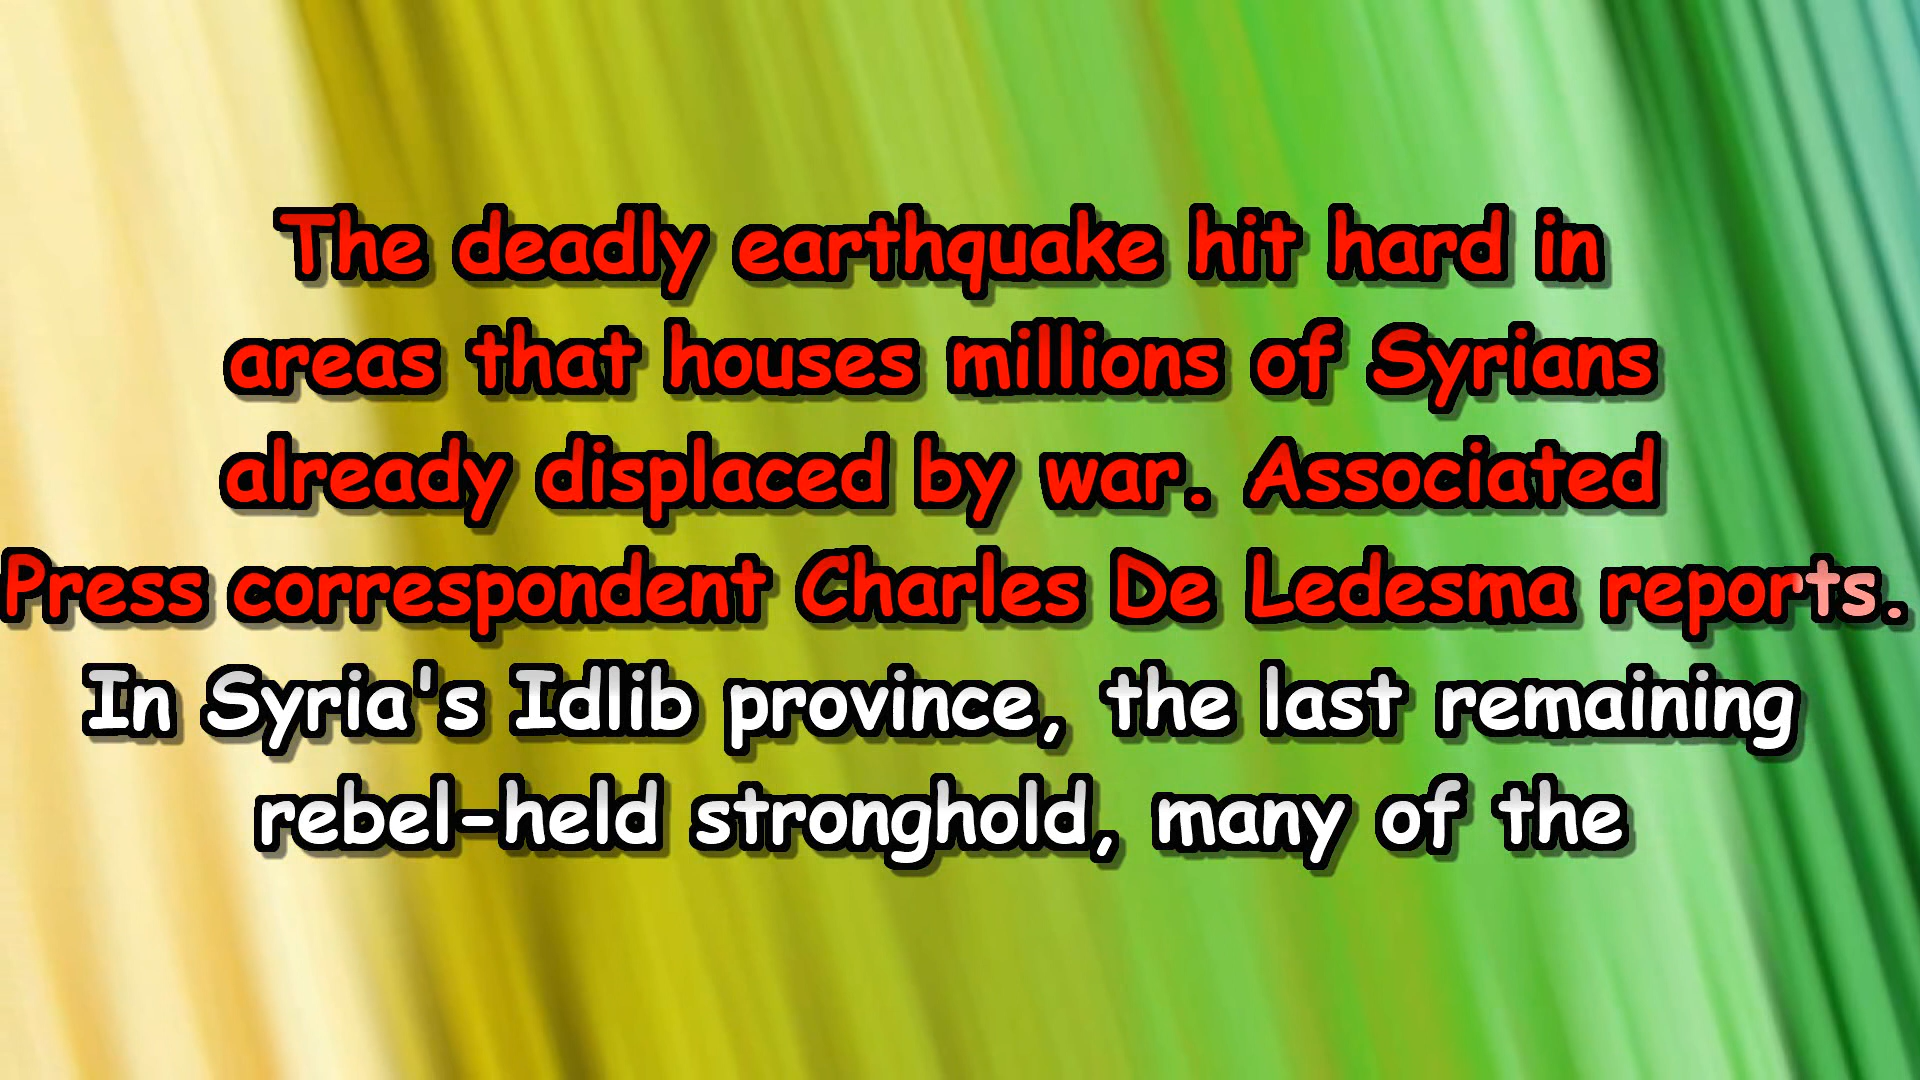 The deadly earthquake hit hard in
areas that houses millions of Syrians
already displaced by war. Associated
Press correspondent Charles De Ledesma reports.
In Syria's Idlib province, the last remaining
rebel-held stronghold, many of the